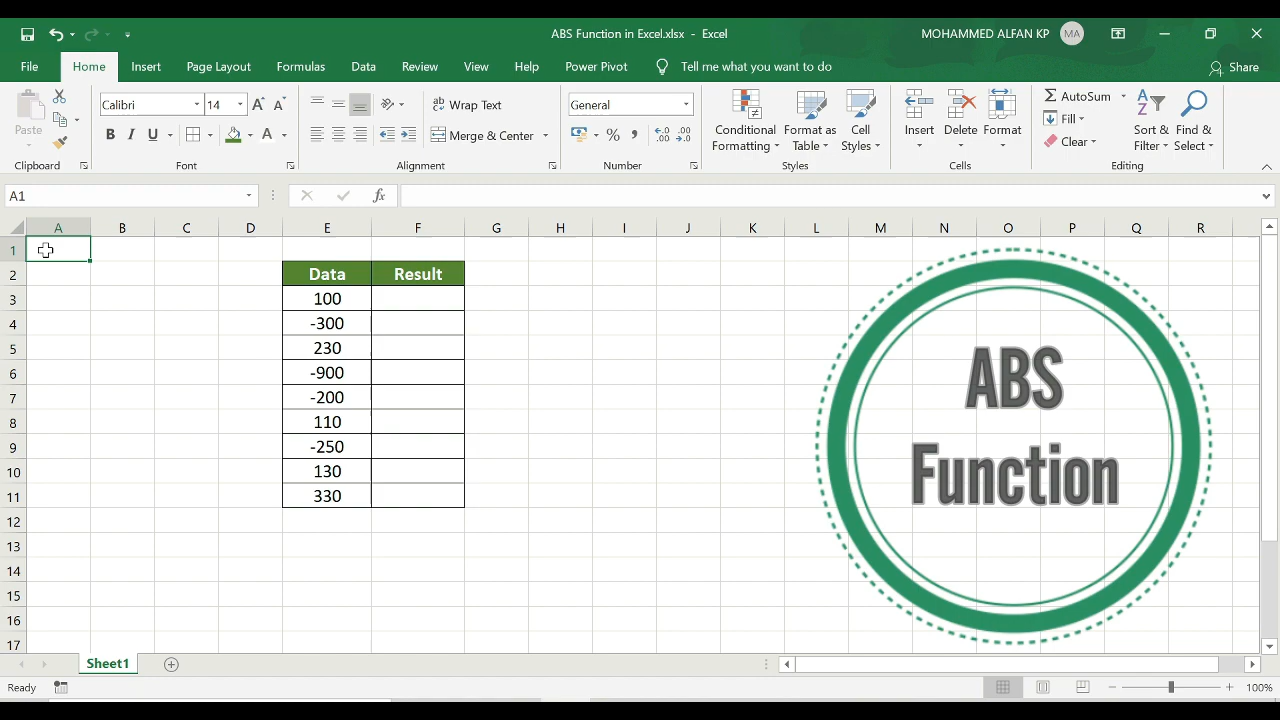 ABS Function in Excel.xlsx - Excel
MOHAMMED ALFAN KP MA
File Home Insert Page Layout Formulas Data Review View Help Power Pivot Tell me what you want to do Share
Paste
Clipboard
Calibri 14
B I U
Font
Wrap Text
Merge & Center
Alignment
General
Number
Conditional Formatting
Format as Table
Cell Styles
Styles
Insert Delete Format
Cells
AutoSum
Fill
Clear
Sort & Filter
Find & Select
Editing
A1 fx
A B C D E F G H I J K L M N O P Q R
1
2 Data Result
3 100
4 -300
5 230
6 -900
7 -200
8 110
9 -250
10 130
11 330
12
13
14
15
16
17
ABS
Function
Sheet1
Ready
100%